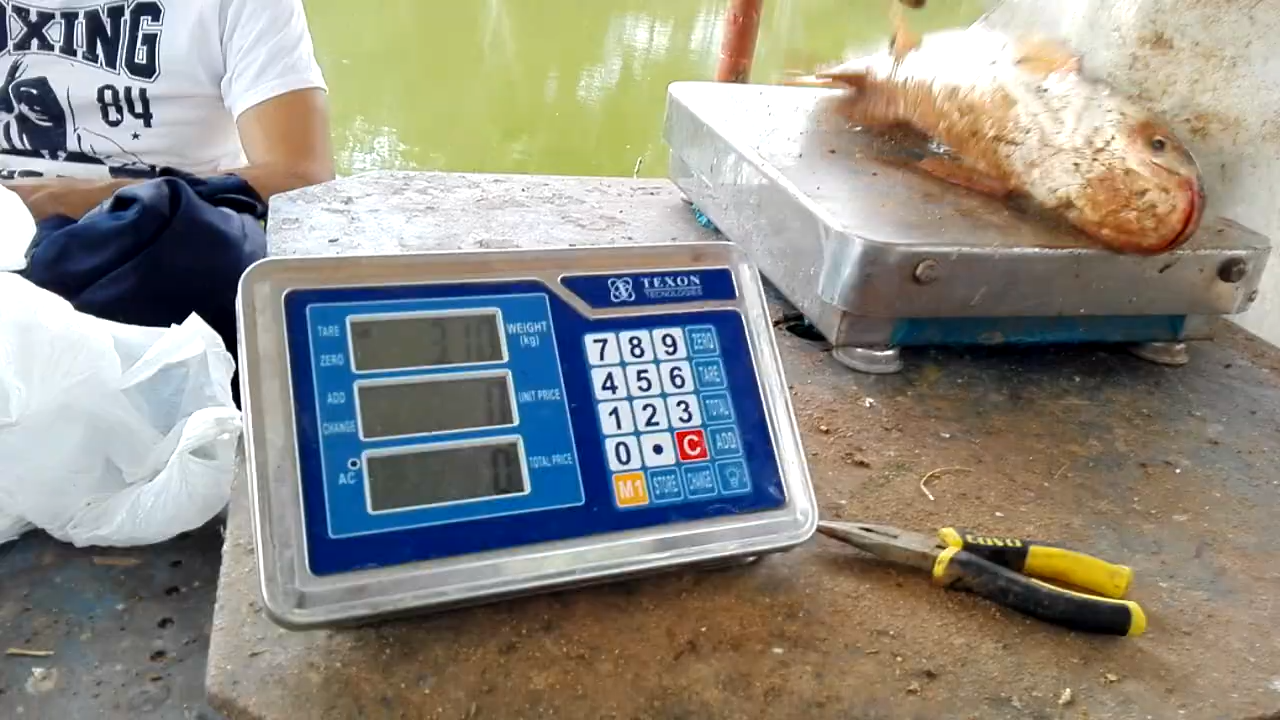 OXING
84
TEXON
TECNOLOGIES
TARE
ZERO
WEIGHT
(kg)
ADD
CHANGE
UNIT PRICE
AC
TOTAL PRICE
0
7 8 9 ZERO
4 5 6 TARE
1 2 3 TOTAL
0 . C ADD
M1 STORE CHANGE